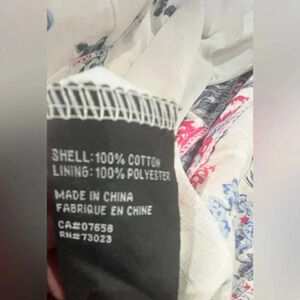 SHELL: 100% COTTON
LINING: 100% POLYESTER
MADE IN CHINA
FABRIQUE EN CHINE
CA#07658
RN#73023